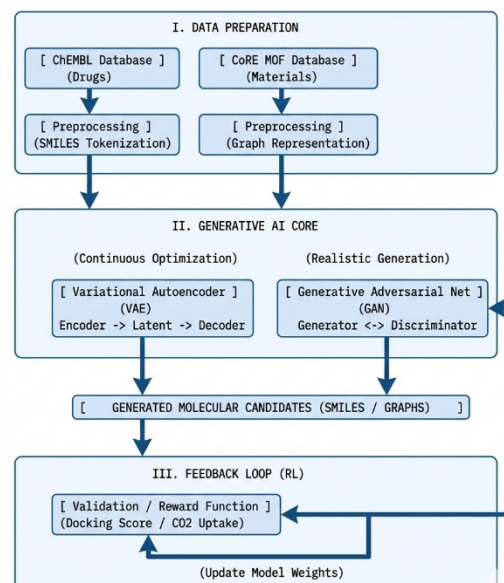 I. DATA PREPARATION
[ ChEMBL Database ]
(Drugs)
[ CoRE MOF Database ]
(Materials)
[ Preprocessing ]
(SMILES Tokenization)
[ Preprocessing ]
(Graph Representation)
II. GENERATIVE AI CORE
(Continuous Optimization)
(Realistic Generation)
[ Variational Autoencoder ]
(VAE)
Encoder -> Latent -> Decoder
[ Generative Adversarial Net ]
(GAN)
Generator <-> Discriminator
[ GENERATED MOLECULAR CANDIDATES (SMILES / GRAPHS) ]
III. FEEDBACK LOOP (RL)
[ Validation / Reward Function ]
(Docking Score / CO2 Uptake)
(Update Model Weights)